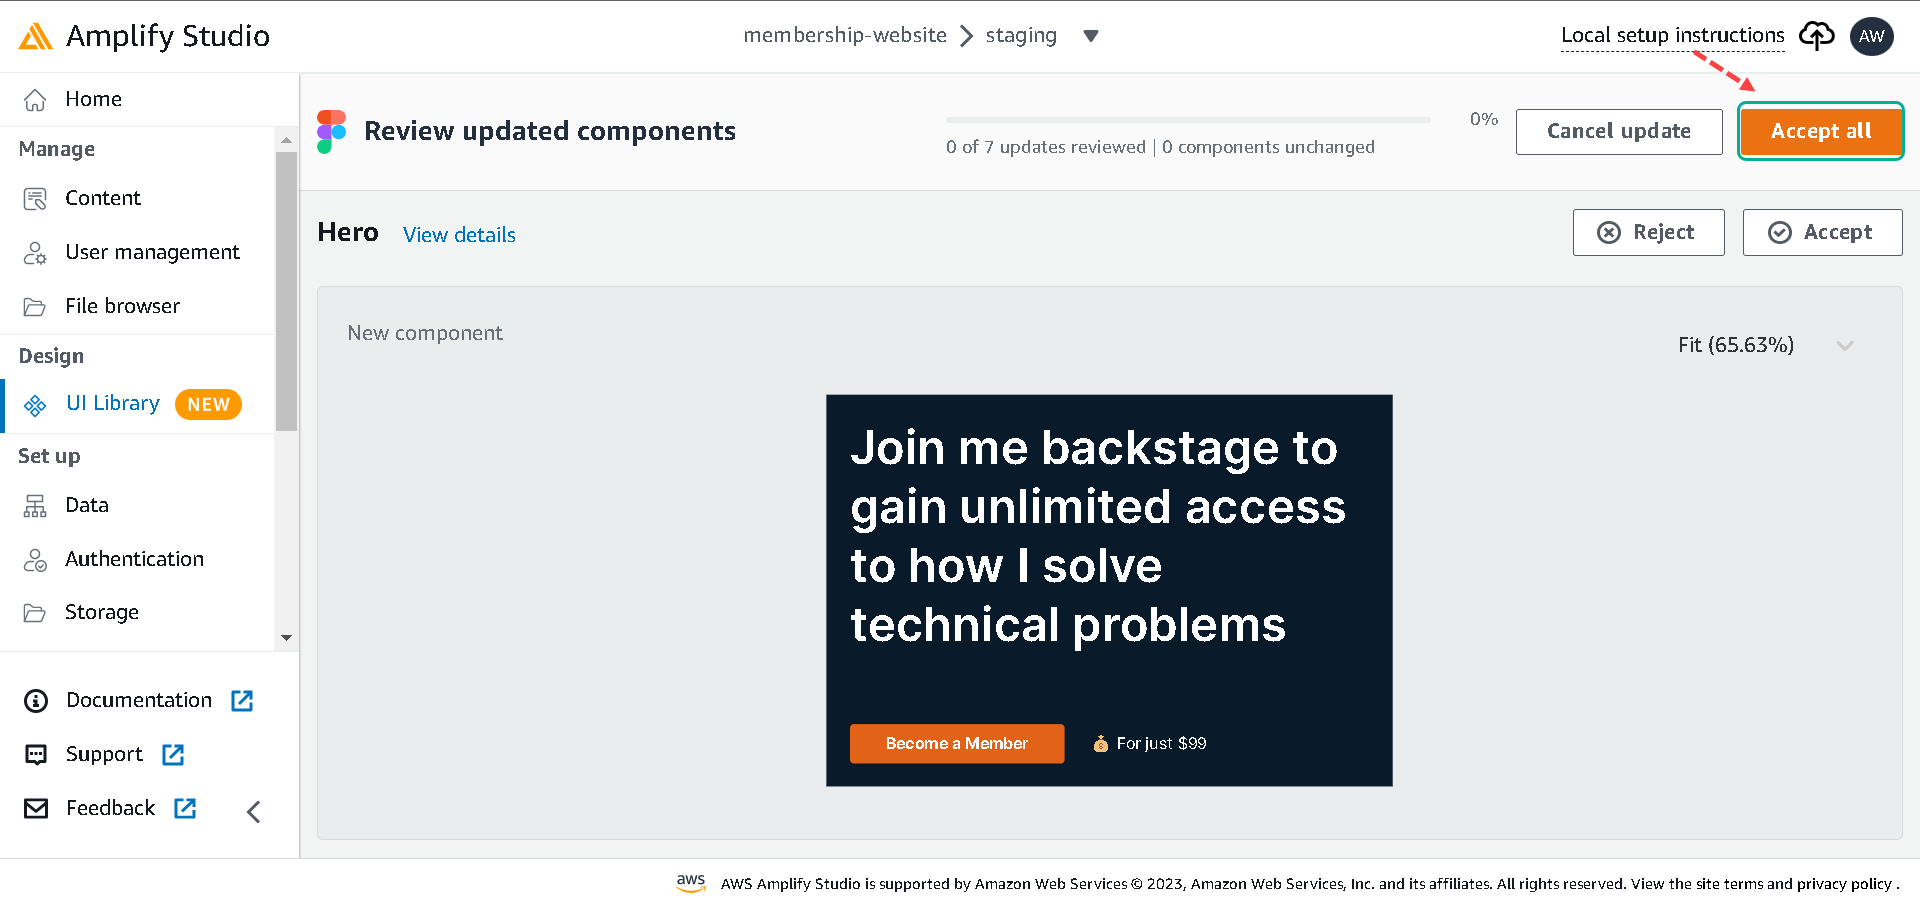 Amplify Studio
membership-website > staging
Local setup instructions
AW
Home
Manage
Content
User management
File browser
Design
UI Library NEW
Set up
Data
Authentication
Storage
Documentation
Support
Feedback
Review updated components
0 of 7 updates reviewed | 0 components unchanged
0%
Cancel update
Accept all
Hero View details
Reject
Accept
New component
Fit (65.63%)
Join me backstage to
gain unlimited access
to how I solve
technical problems
Become a Member
For just $99
aws AWS Amplify Studio is supported by Amazon Web Services © 2023, Amazon Web Services, Inc. and its affiliates. All rights reserved. View the site terms and privacy policy .